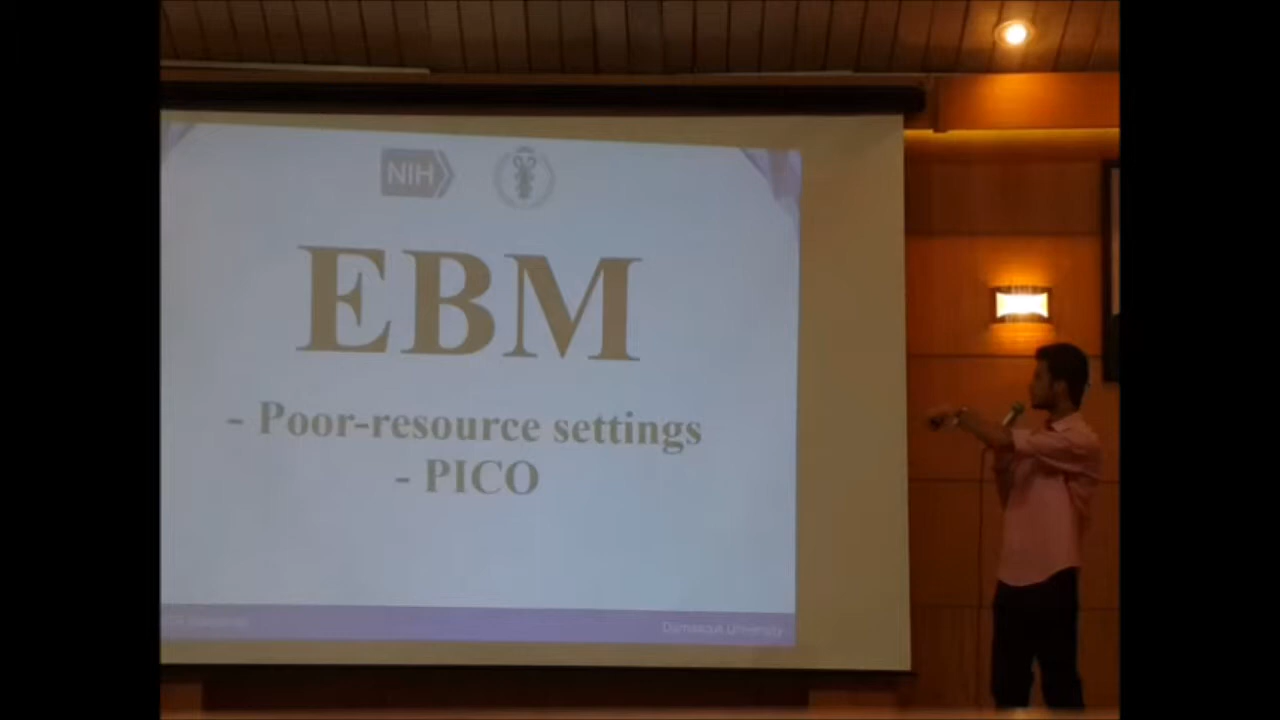 NIH
EBM
- Poor-resource settings
- PICO
Damascus University